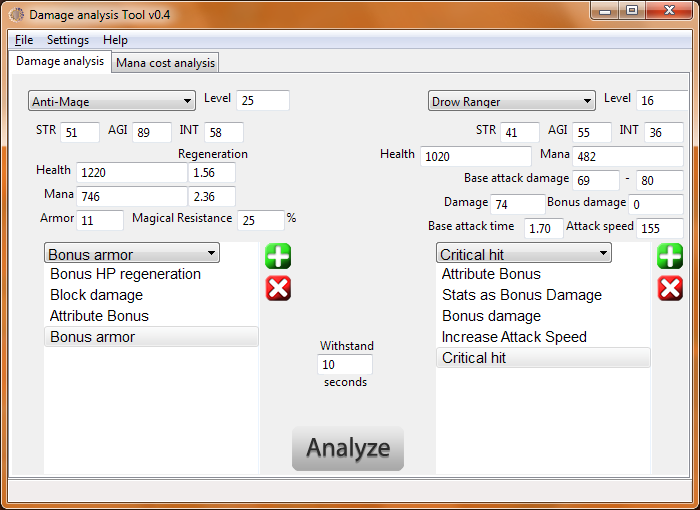 Damage analysis Tool v0.4
File Settings Help
Damage analysis Mana cost analysis
Anti-Mage Level 25 Drow Ranger Level 16
STR 51 AGI 89 INT 58 STR 41 AGI 55 INT 36
Regeneration
Health 1220 1.56 Health 1020 Mana 482
Mana 746 2.36 Base attack damage 69 - 80
Armor 11 Magical Resistance 25 % Damage 74 Bonus damage 0
Base attack time 1.70 Attack speed 155
Bonus armor
Bonus HP regeneration
Block damage
Attribute Bonus
Bonus armor
Critical hit
Attribute Bonus
Stats as Bonus Damage
Bonus damage
Increase Attack Speed
Critical hit
Withstand
10
seconds
Analyze